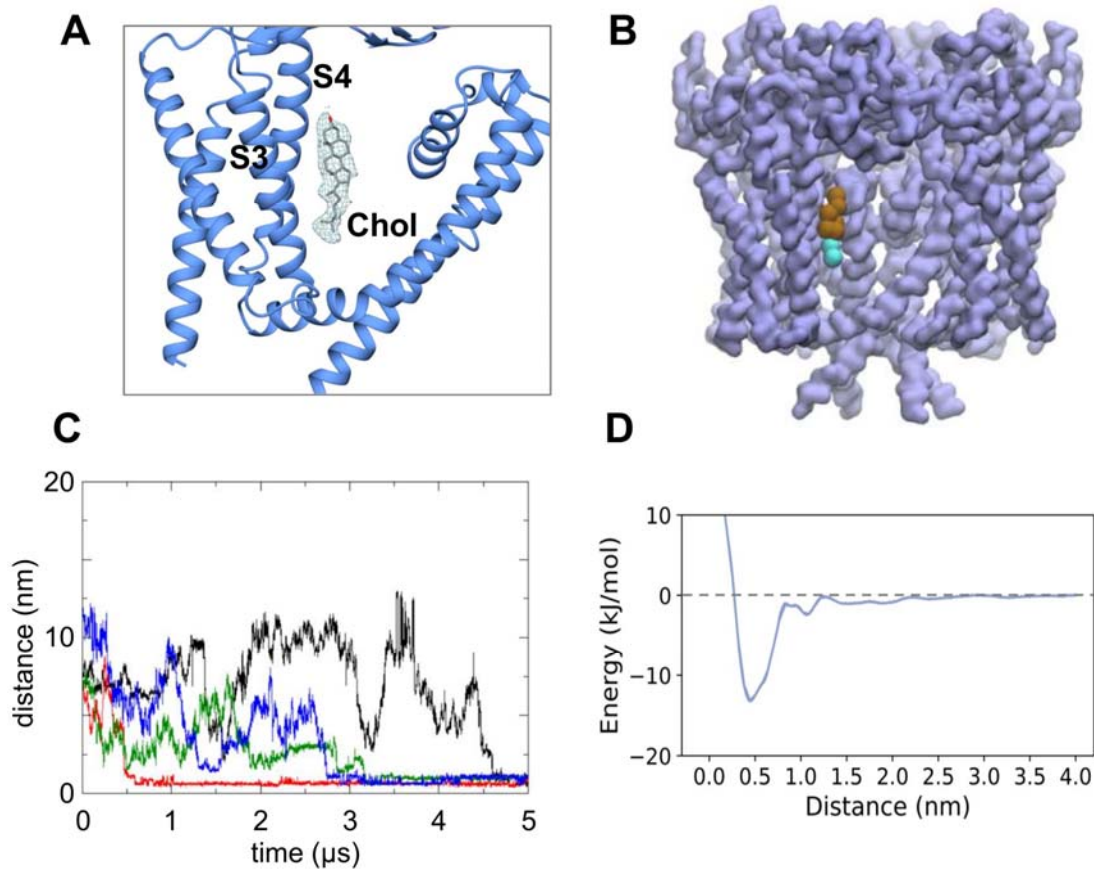 A
S4
S3
Chol
B
C
20
10
0
distance (nm)
0 1 2 3 4 5
time (µs)
D
10
0
−10
−20
Energy (kJ/mol)
0.0 0.5 1.0 1.5 2.0 2.5 3.0 3.5 4.0
Distance (nm)